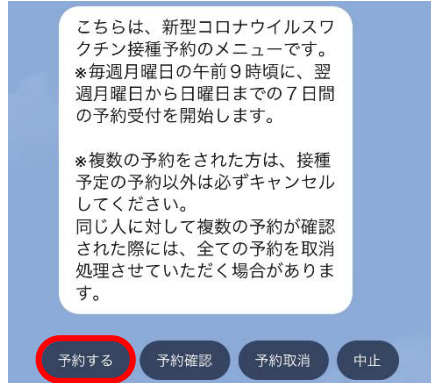 こちらは、新型コロナウイルスワ
クチン接種予約のメニューです。
※毎週月曜日の午前９時頃に、翌
週月曜日から日曜日までの７日間
の予約受付を開始します。
※複数の予約をされた方は、接種
予定の予約以外は必ずキャンセル
してください。
同じ人に対して複数の予約が確認
された際には、全ての予約を取消
処理させていただく場合がありま
す。
予約する 予約確認 予約取消 中止